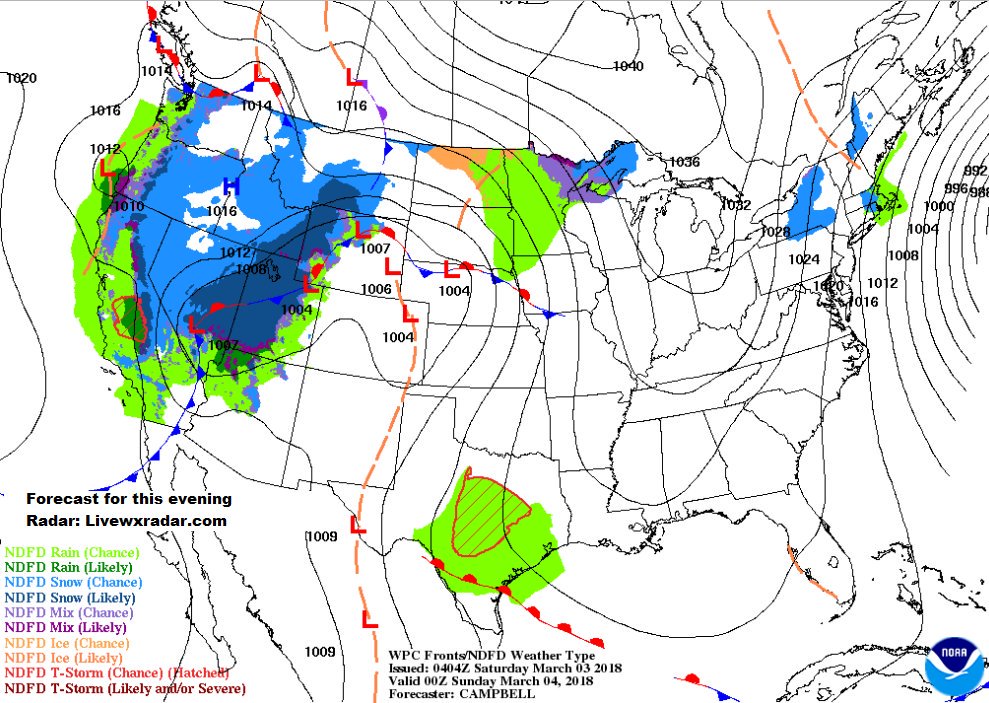 1044
1040
1020
1014
1016
1014
1016
1012
1036
992
L
L
L
L
H
1010
1016
1032
996
988
1000
1028
1004
1012
L
1007
1024
1008
1008
L
L
1006
1004
L
1004
1020
1012
1016
L
1007
L
1004
Forecast for this evening
Radar: Livewxradar.com
L
1009
NDFD Rain (Chance)
NDFD Rain (Likely)
NDFD Snow (Chance)
NDFD Snow (Likely)
NDFD Mix (Chance)
NDFD Mix (Likely)
NDFD Ice (Chance)
NDFD Ice (Likely)
NDFD T-Storm (Chance) (Hatched)
NDFD T-Storm (Likely and/or Severe)
L
1009
WPC Fronts/NDFD Weather Type
Issued: 0404Z Saturday March 03 2018
Valid 00Z Sunday March 04, 2018
Forecaster: CAMPBELL
NOAA